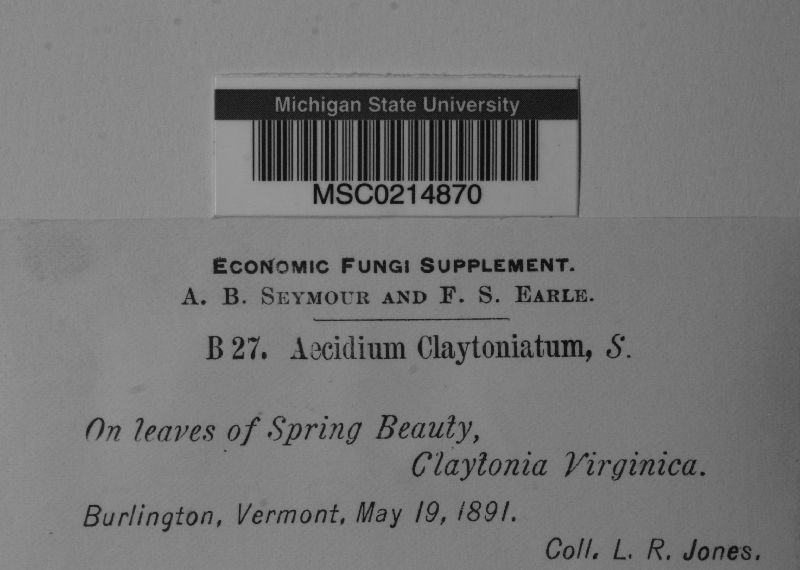 Michigan State University
MSC0214870
ECONOMIC FUNGI SUPPLEMENT.
A. B. SEYMOUR AND F. S. EARLE.
B 27. Aecidium Claytoniatum, S.
On leaves of Spring Beauty,
Claytonia Virginica.
Burlington, Vermont, May 19, 1891.
Coll. L. R. Jones.